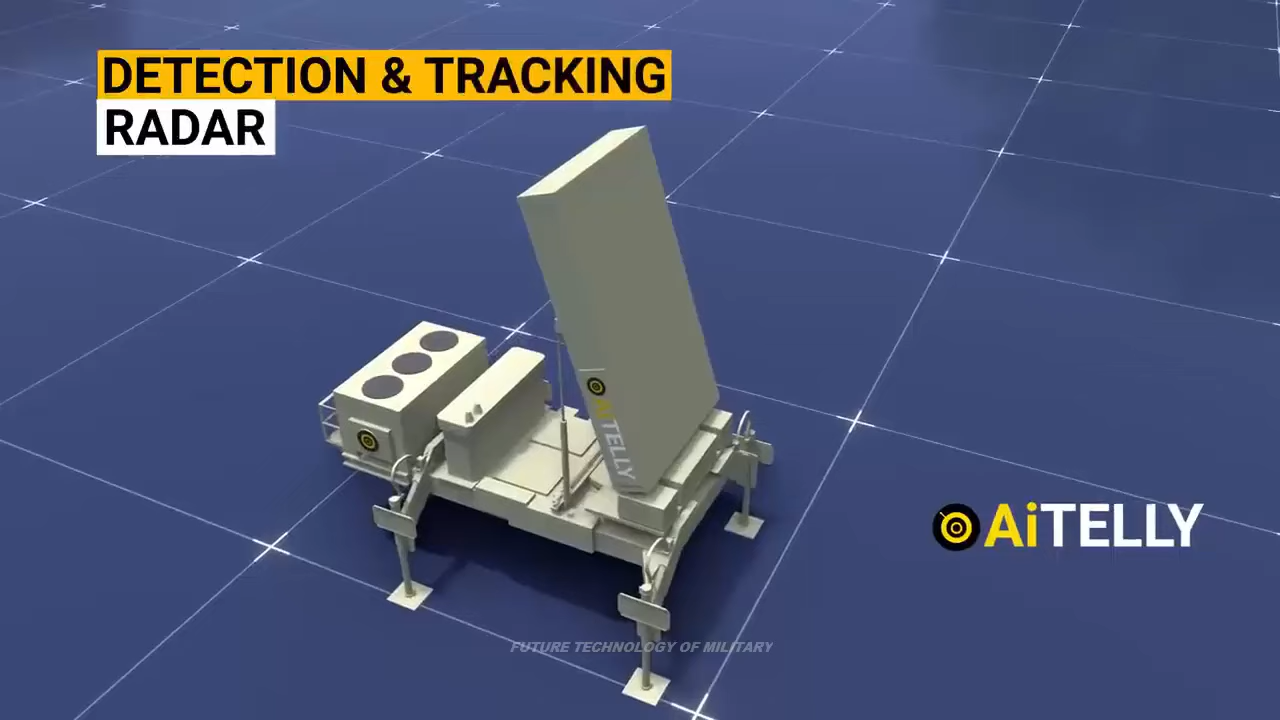 DETECTION & TRACKING
RADAR
AiTELLY
AiTELLY
FUTURE TECHNOLOGY OF MILITARY